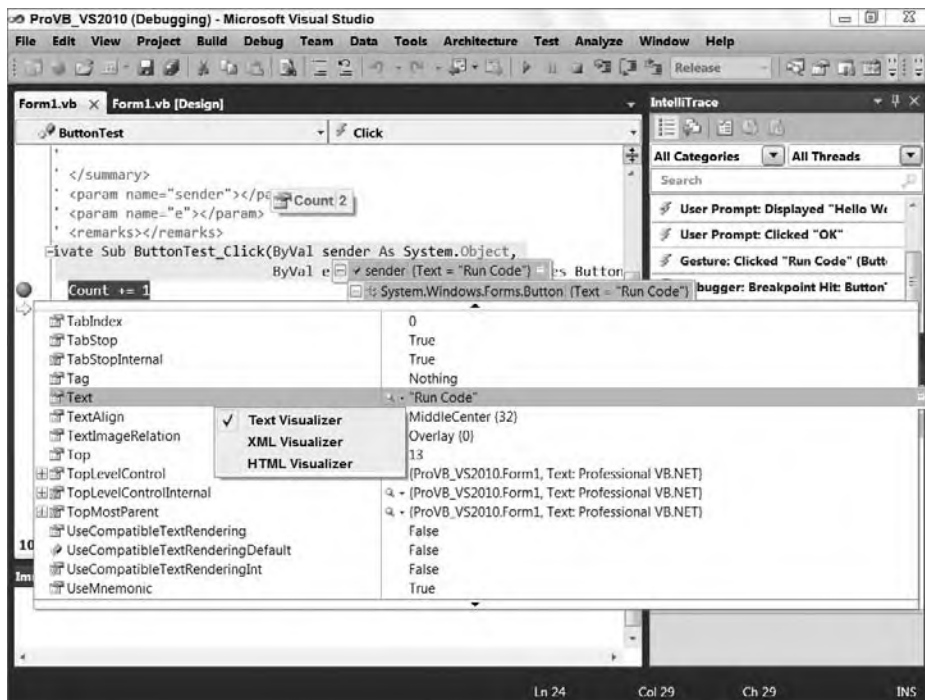 ProVB_VS2010 (Debugging) - Microsoft Visual Studio
File Edit View Project Build Debug Team Data Tools Architecture Test Analyze Window Help
Release
Form1.vb Form1.vb [Design]
IntelliTrace
ButtonTest Click
All Categories All Threads
Search
'
' </summary>
' <param name="sender"></pa
Count 2
' <param name="e"></param>
' <remarks></remarks>
ivate Sub ButtonTest_Click(ByVal sender As System.Object,
ByVal e
sender {Text = "Run Code"}
es Button
Count += 1
System.Windows.Forms.Button {Text = "Run Code"}
User Prompt: Displayed "Hello
User Prompt: Clicked "OK"
Gesture: Clicked "Run Code" (Butt
bugger: Breakpoint Hit: Button
TabIndex 0
TabStop True
TabStopInternal True
Tag Nothing
Text "Run Code"
TextAlign MiddleCenter {32}
TextImageRelation Overlay {0}
Top 13
TopLevelControl {ProVB_VS2010.Form1, Text: Professional VB.NET}
TopLevelControlInternal {ProVB_VS2010.Form1, Text: Professional VB.NET}
TopMostParent {ProVB_VS2010.Form1, Text: Professional VB.NET}
UseCompatibleTextRendering False
UseCompatibleTextRenderingDefault False
UseCompatibleTextRenderingInt False
UseMnemonic True
Text Visualizer
XML Visualizer
HTML Visualizer
10
Im
Ln 24 Col 29 Ch 29 INS